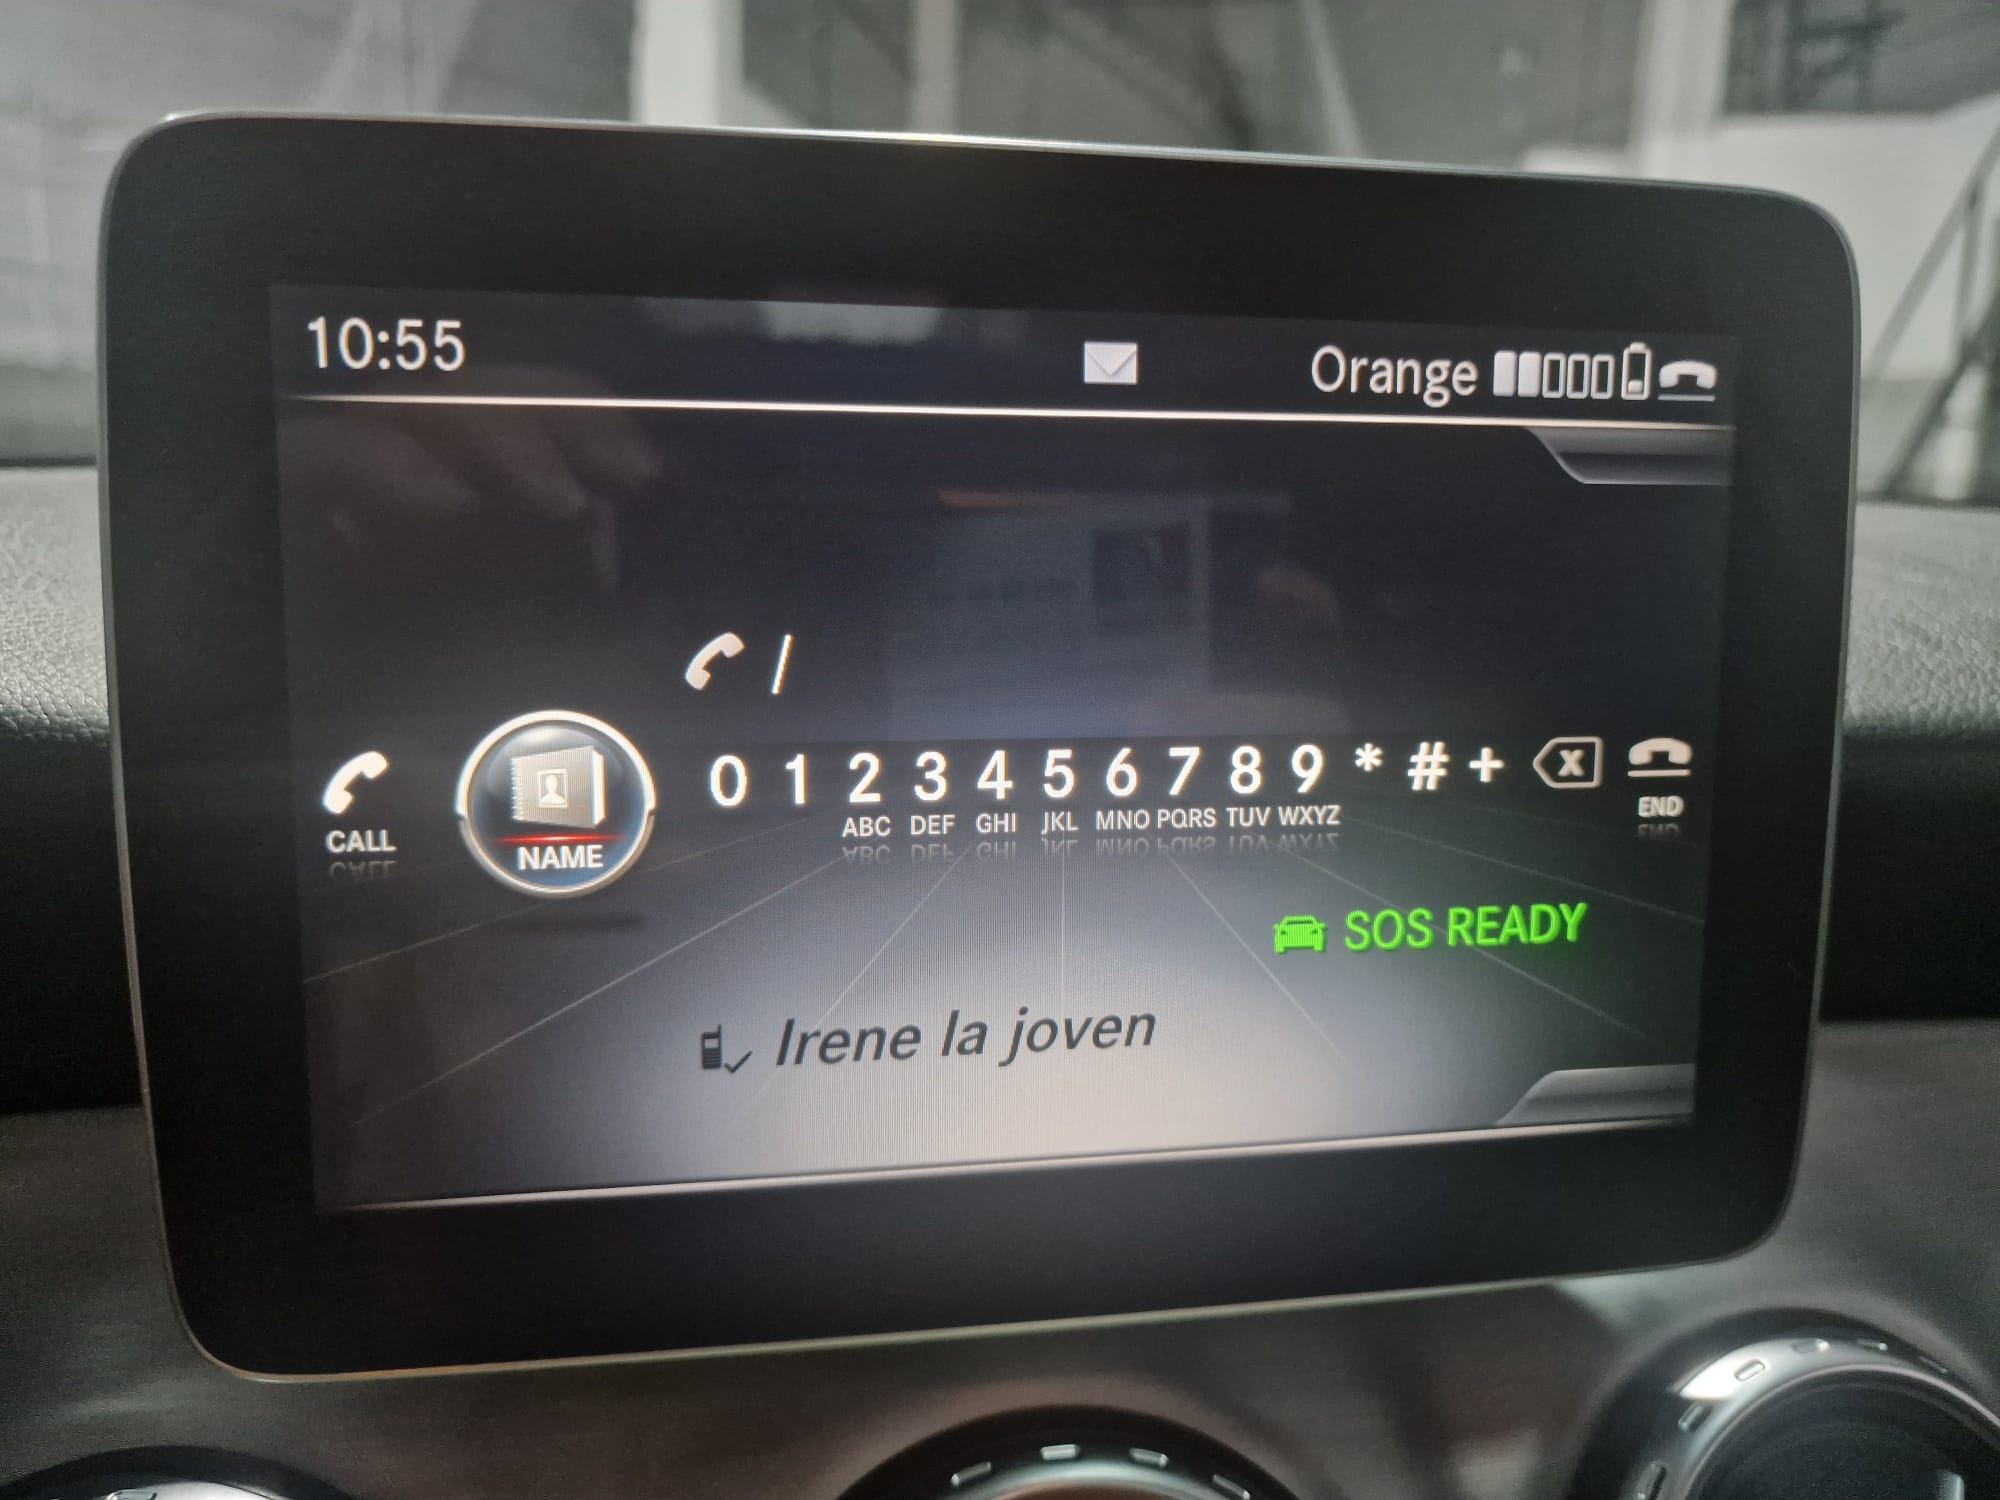 10:55 Orange
0 1 2 3 4 5 6 7 8 9 * # + X
CALL NAME ABC DEF GHI JKL MNO PQRS TUV WXYZ END
SOS READY
Irene la joven